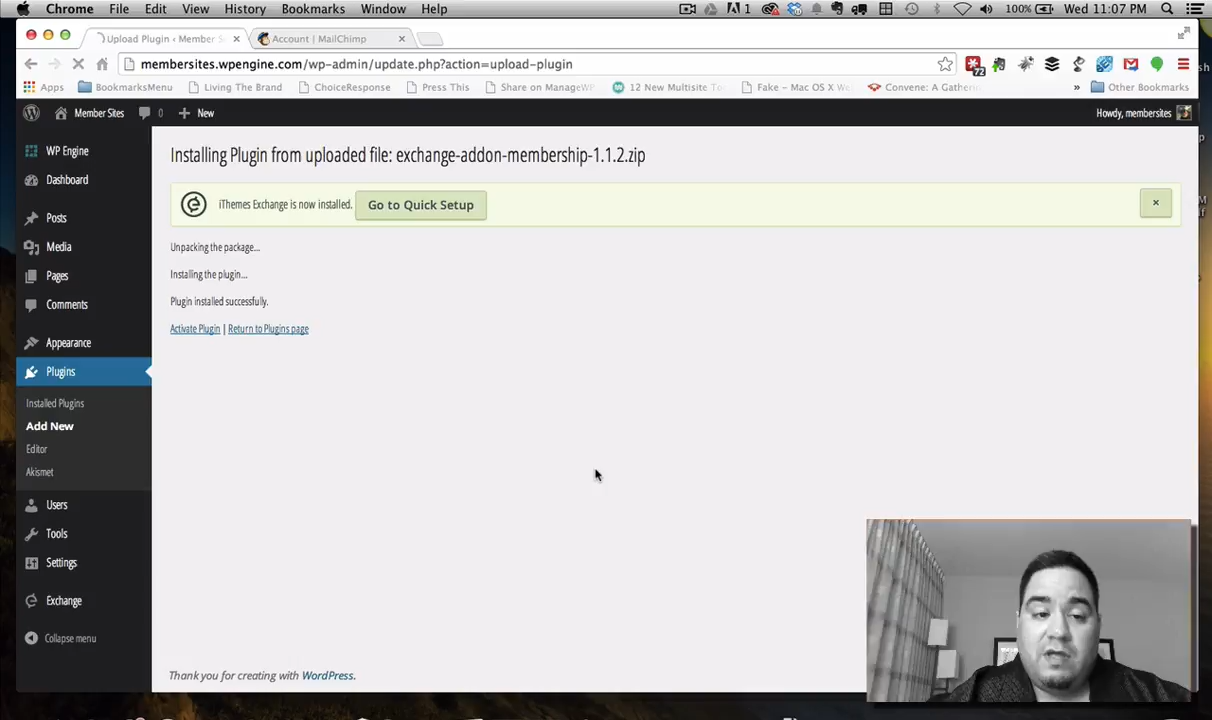 Chrome File Edit View History Bookmarks Window Help 1 100% Wed 11:07 PM
Upload Plugin ‹ Member S Account | MailChimp
membersites.wpengine.com/wp-admin/update.php?action=upload-plugin 72
Apps BookmarksMenu Living The Brand ChoiceResponse Press This Share on ManageWP 12 New Multisite To Fake – Mac OS X W Convene: A Gatherin » Other Bookmarks
Member Sites 0 New Howdy, membersites
WP Engine
Dashboard
Posts
Media
Pages
Comments
Appearance
Plugins
Installed Plugins
Add New
Editor
Akismet
Users
Tools
Settings
Exchange
Collapse menu
Installing Plugin from uploaded file: exchange-addon-membership-1.1.2.zip
iThemes Exchange is now installed. Go to Quick Setup ×
Unpacking the package...
Installing the plugin...
Plugin installed successfully.
Activate Plugin | Return to Plugins page
Thank you for creating with WordPress.